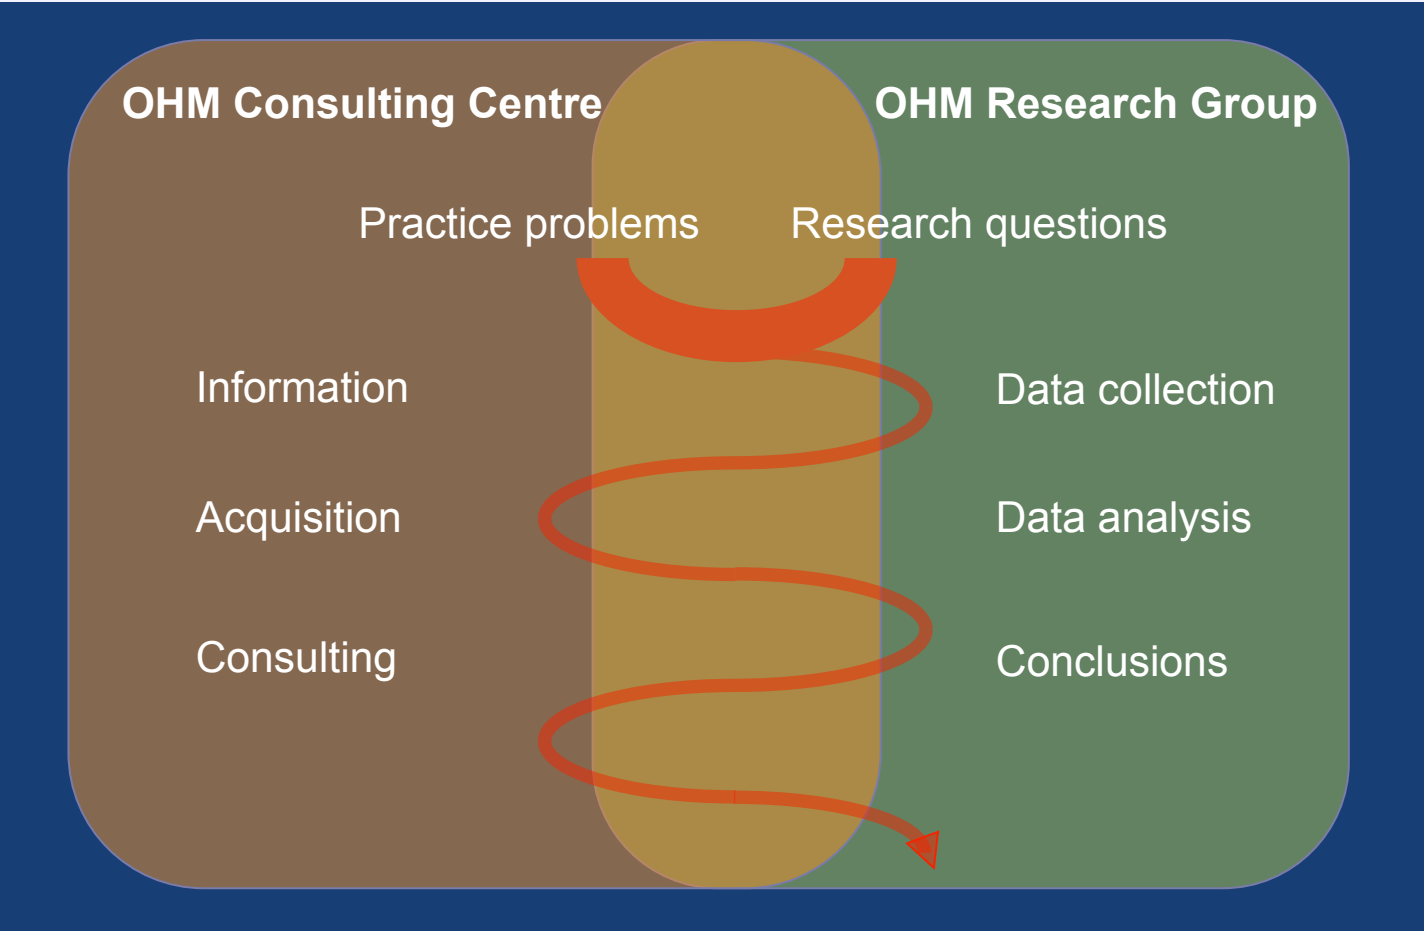 OHM Consulting Centre
OHM Research Group
Practice problems
Research questions
Information
Data collection
Acquisition
Data analysis
Consulting
Conclusions